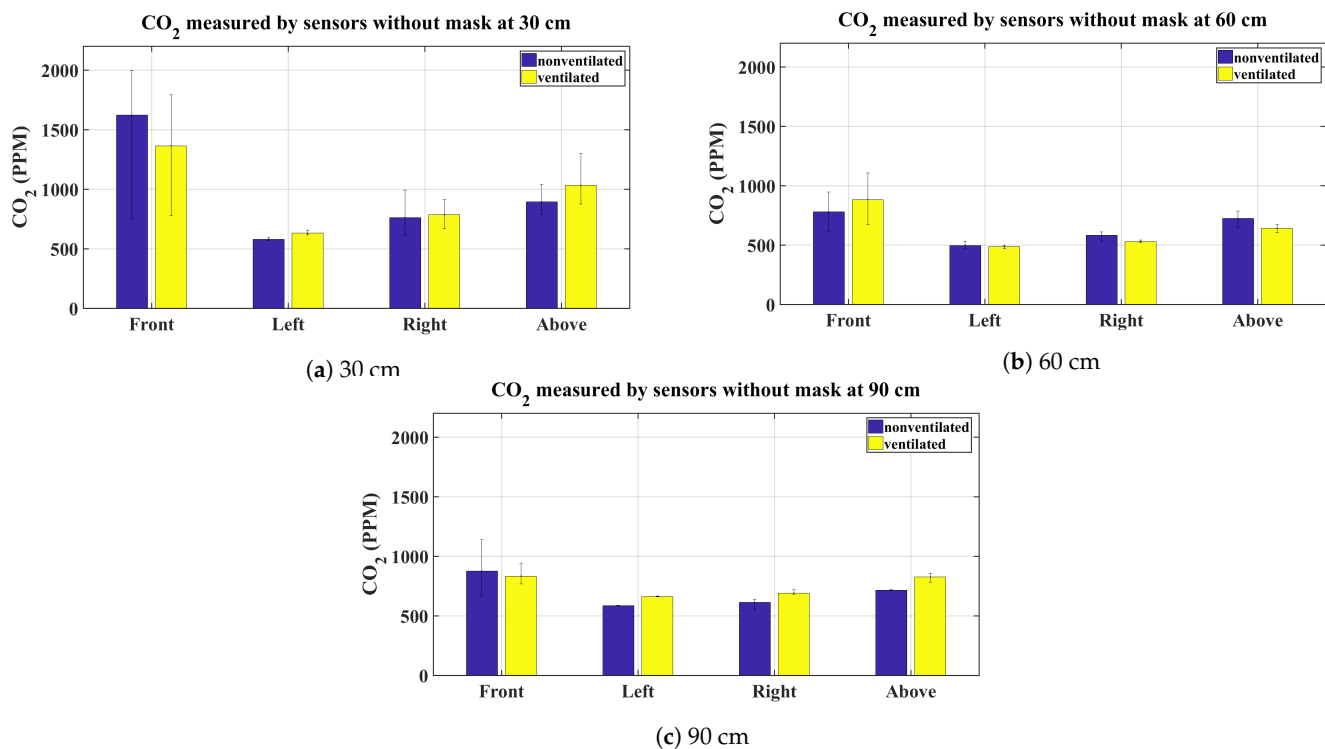 CO2 measured by sensors without mask at 30 cm
nonventilated
ventilated
CO2 (PPM)
2000
1500
1000
500
0
Front Left Right Above
(a) 30 cm
CO2 measured by sensors without mask at 60 cm
nonventilated
ventilated
CO2 (PPM)
2000
1500
1000
500
0
Front Left Right Above
(b) 60 cm
CO2 measured by sensors without mask at 90 cm
nonventilated
ventilated
CO2 (PPM)
2000
1500
1000
500
0
Front Left Right Above
(c) 90 cm